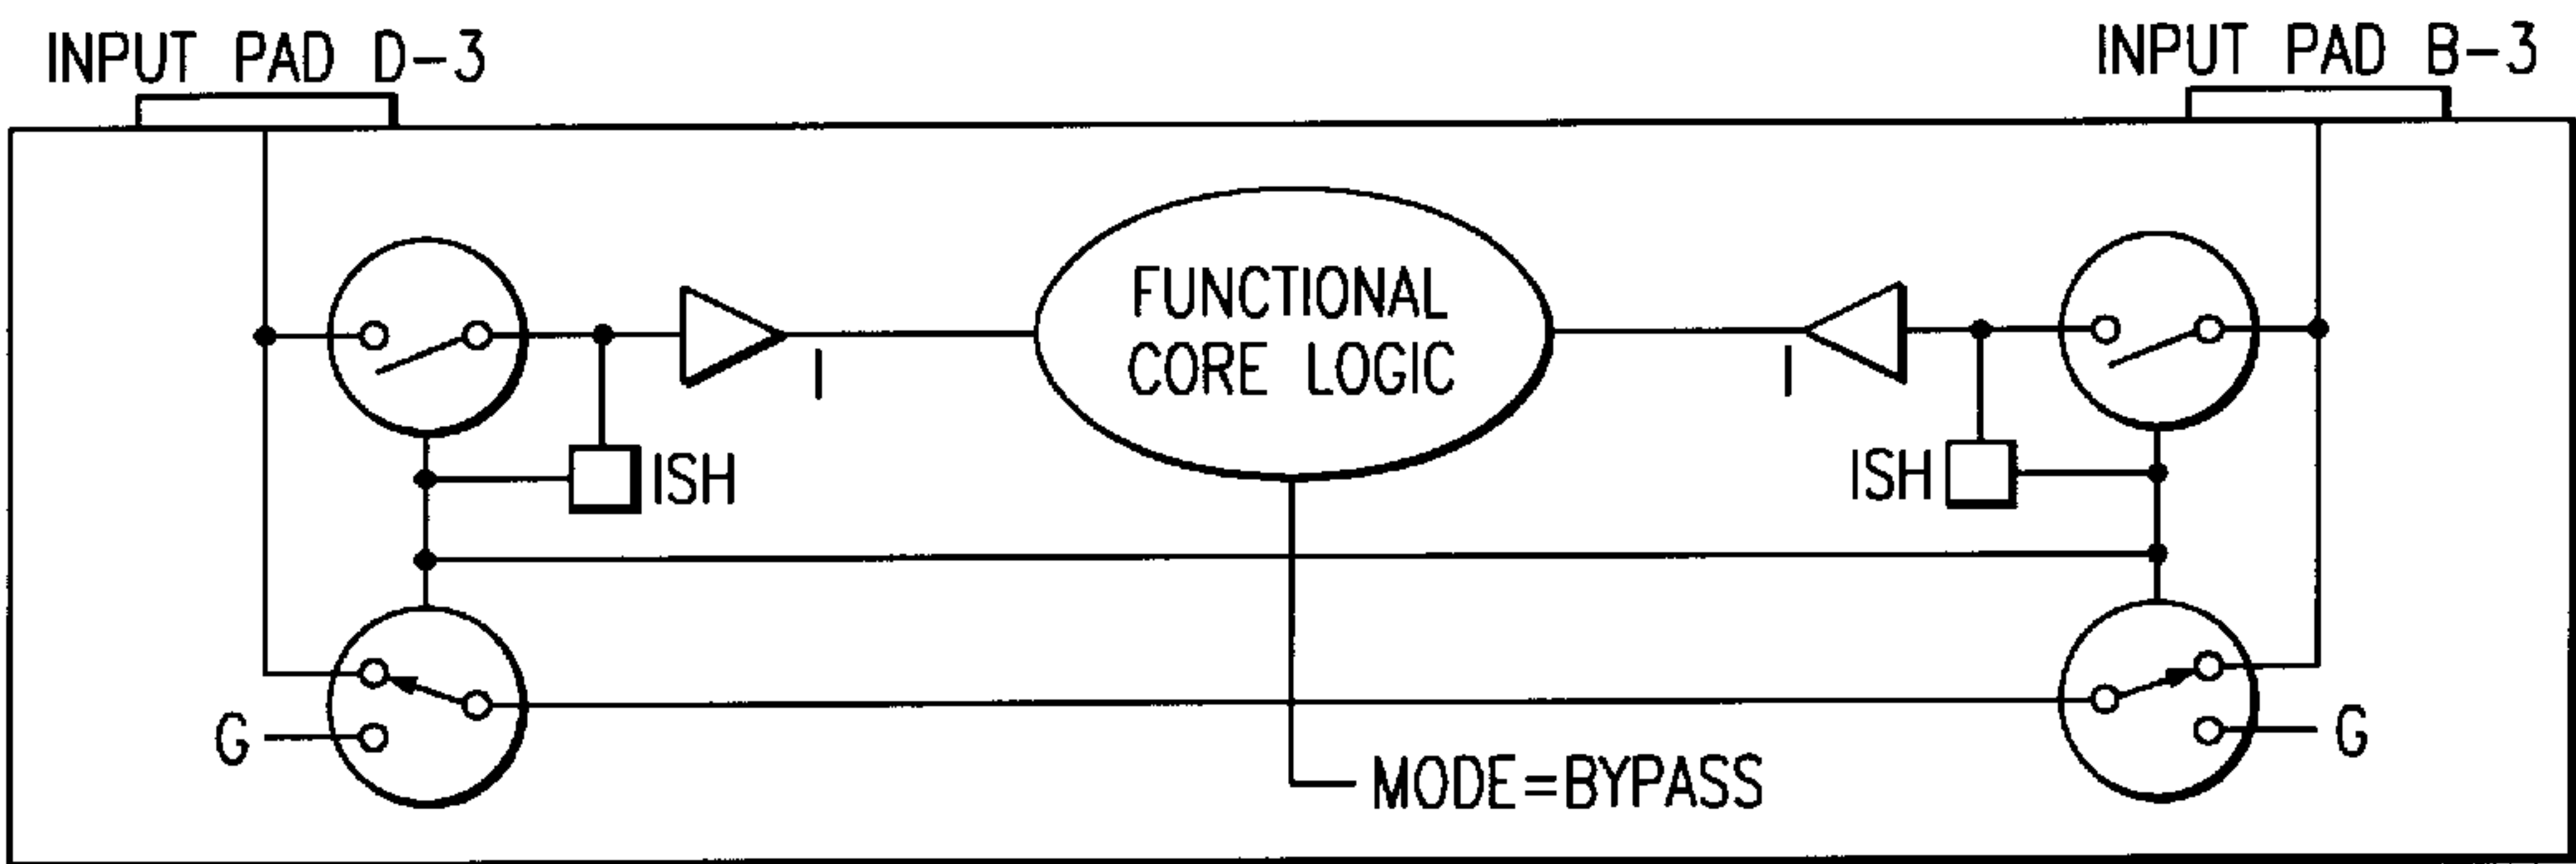 INPUT PAD D-3
INPUT PAD B-3
FUNCTIONAL
CORE LOGIC
I
I
ISH
ISH
G
G
MODE=BYPASS